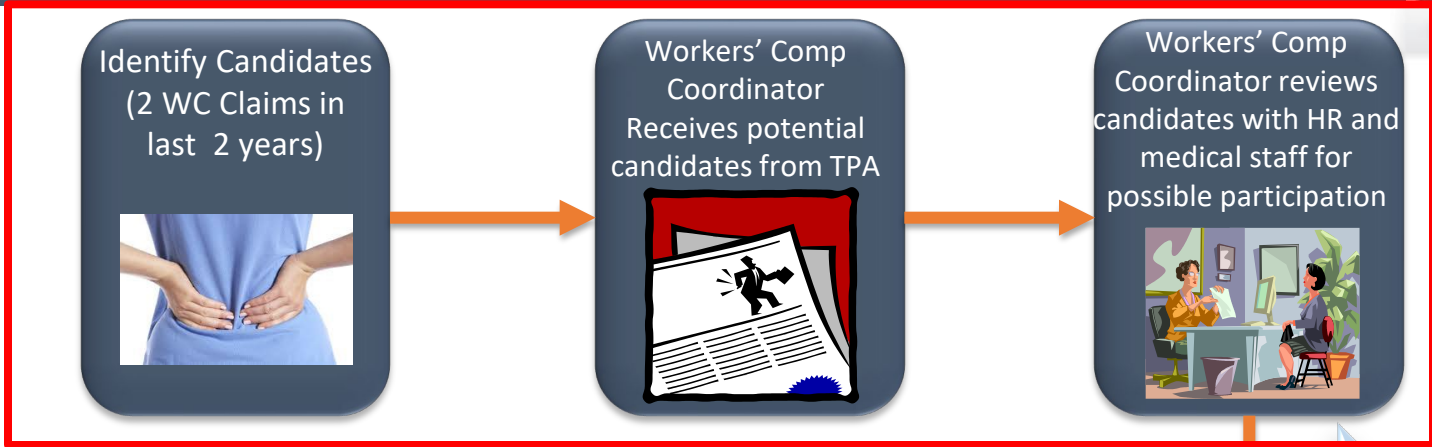 Identify Candidates
(2 WC Claims in
last 2 years)
Workers’ Comp
Coordinator
Receives potential
candidates from TPA
Workers’ Comp
Coordinator reviews
candidates with HR and
medical staff for
possible participation